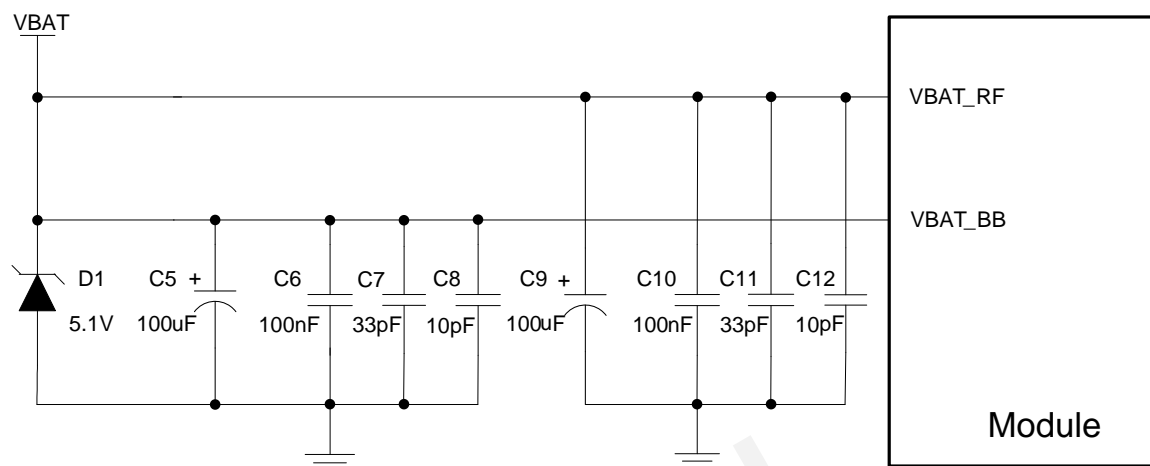 VBAT
VBAT_RF
VBAT_BB
D1
5.1V
C5 +
100uF
C6
100nF
C7
33pF
C8
10pF
C9 +
100uF
C10
100nF
C11
33pF
C12
10pF
Module